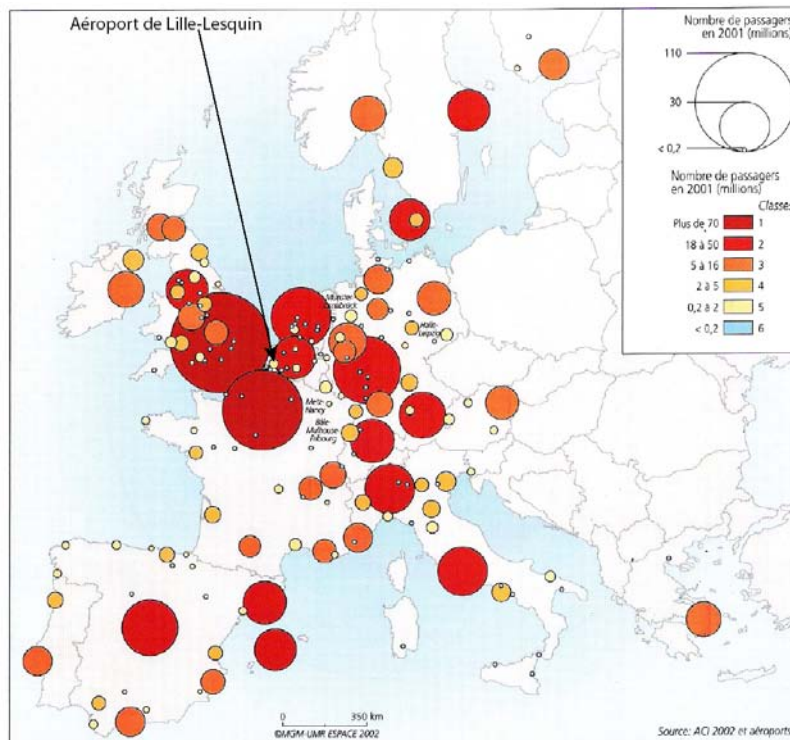 Aéroport de Lille-Lesquin
Nombre de passagers
en 2001 (millions)
110
30
< 0,2
Nombre de passagers
en 2001 (millions)
Classe
Plus de 70 1
18 à 50 2
5 à 16 3
2 à 5 4
0,2 à 2 5
< 0,2 6
Münster
Osnabrück
Halle-
Leipzig
Metz-
Nancy
Bâle-
Mulhouse-
Fribourg
0 350 km
©MGM-UMR ESPACE 2002
Source: ACI 2002 et aéroports